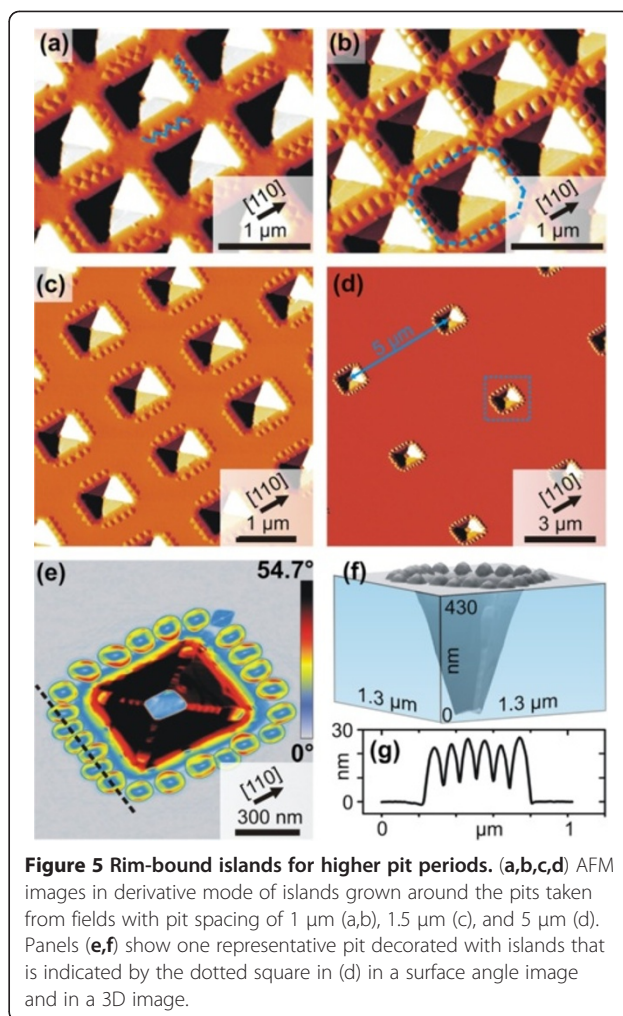 (a)
[110]
1 µm
(b)
[110]
1 µm
(c)
[110]
1 µm
(d)
5 µm
[110]
3 µm
(e)
54.7°
0°
[110]
300 nm
(f)
430
nm
0
1.3 µm
1.3 µm
(g)
30
nm
0
0
µm
1
Figure 5 Rim-bound islands for higher pit periods. (a,b,c,d) AFM
images in derivative mode of islands grown around the pits taken
from fields with pit spacing of 1 µm (a,b), 1.5 µm (c), and 5 µm (d).
Panels (e,f) show one representative pit decorated with islands that
is indicated by the dotted square in (d) in a surface angle image
and in a 3D image.